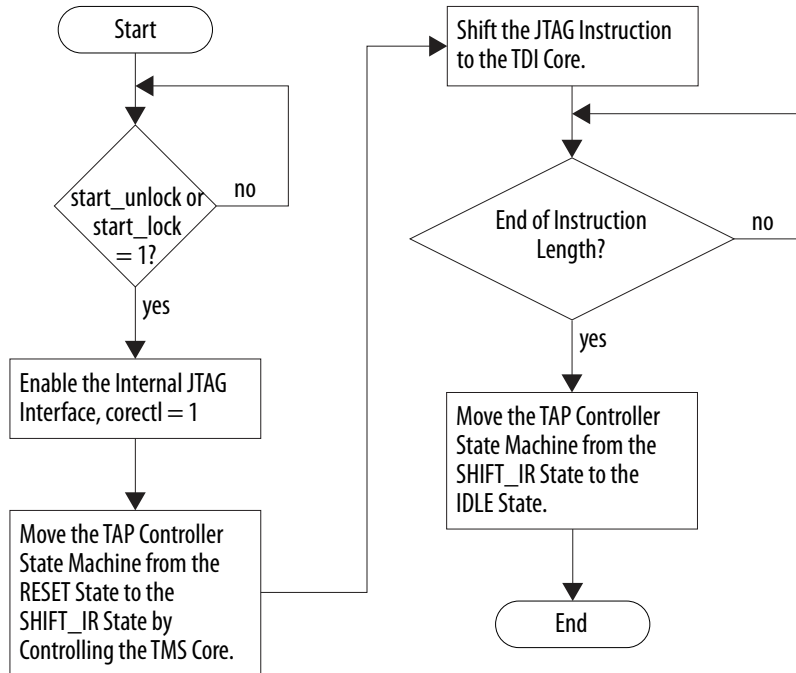 Start
start_unlock or
start_lock
= 1?
no
yes
Enable the Internal JTAG
Interface, corectl = 1
Move the TAP Controller
State Machine from the
RESET State to the
SHIFT_IR State by
Controlling the TMS Core.
Shift the JTAG Instruction
to the TDI Core.
End of Instruction
Length?
no
yes
Move the TAP Controller
State Machine from the
SHIFT_IR State to the
IDLE State.
End